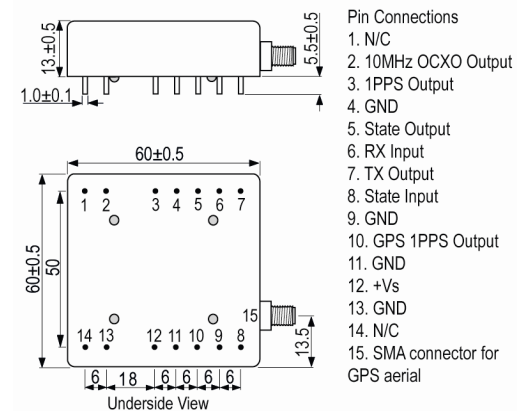 13.±0.5
5.5±0.5
1.0±0.1
60±0.5
1 2 3 4 5 6 7
60±0.5
50
15
14 13 12 11 10 9 8
13.5
6 18 6 6 6 6
Underside View
Pin Connections
1. N/C
2. 10MHz OCXO Output
3. 1PPS Output
4. GND
5. State Output
6. RX Input
7. TX Output
8. State Input
9. GND
10. GPS 1PPS Output
11. GND
12. +Vs
13. GND
14. N/C
15. SMA connector for
GPS aerial